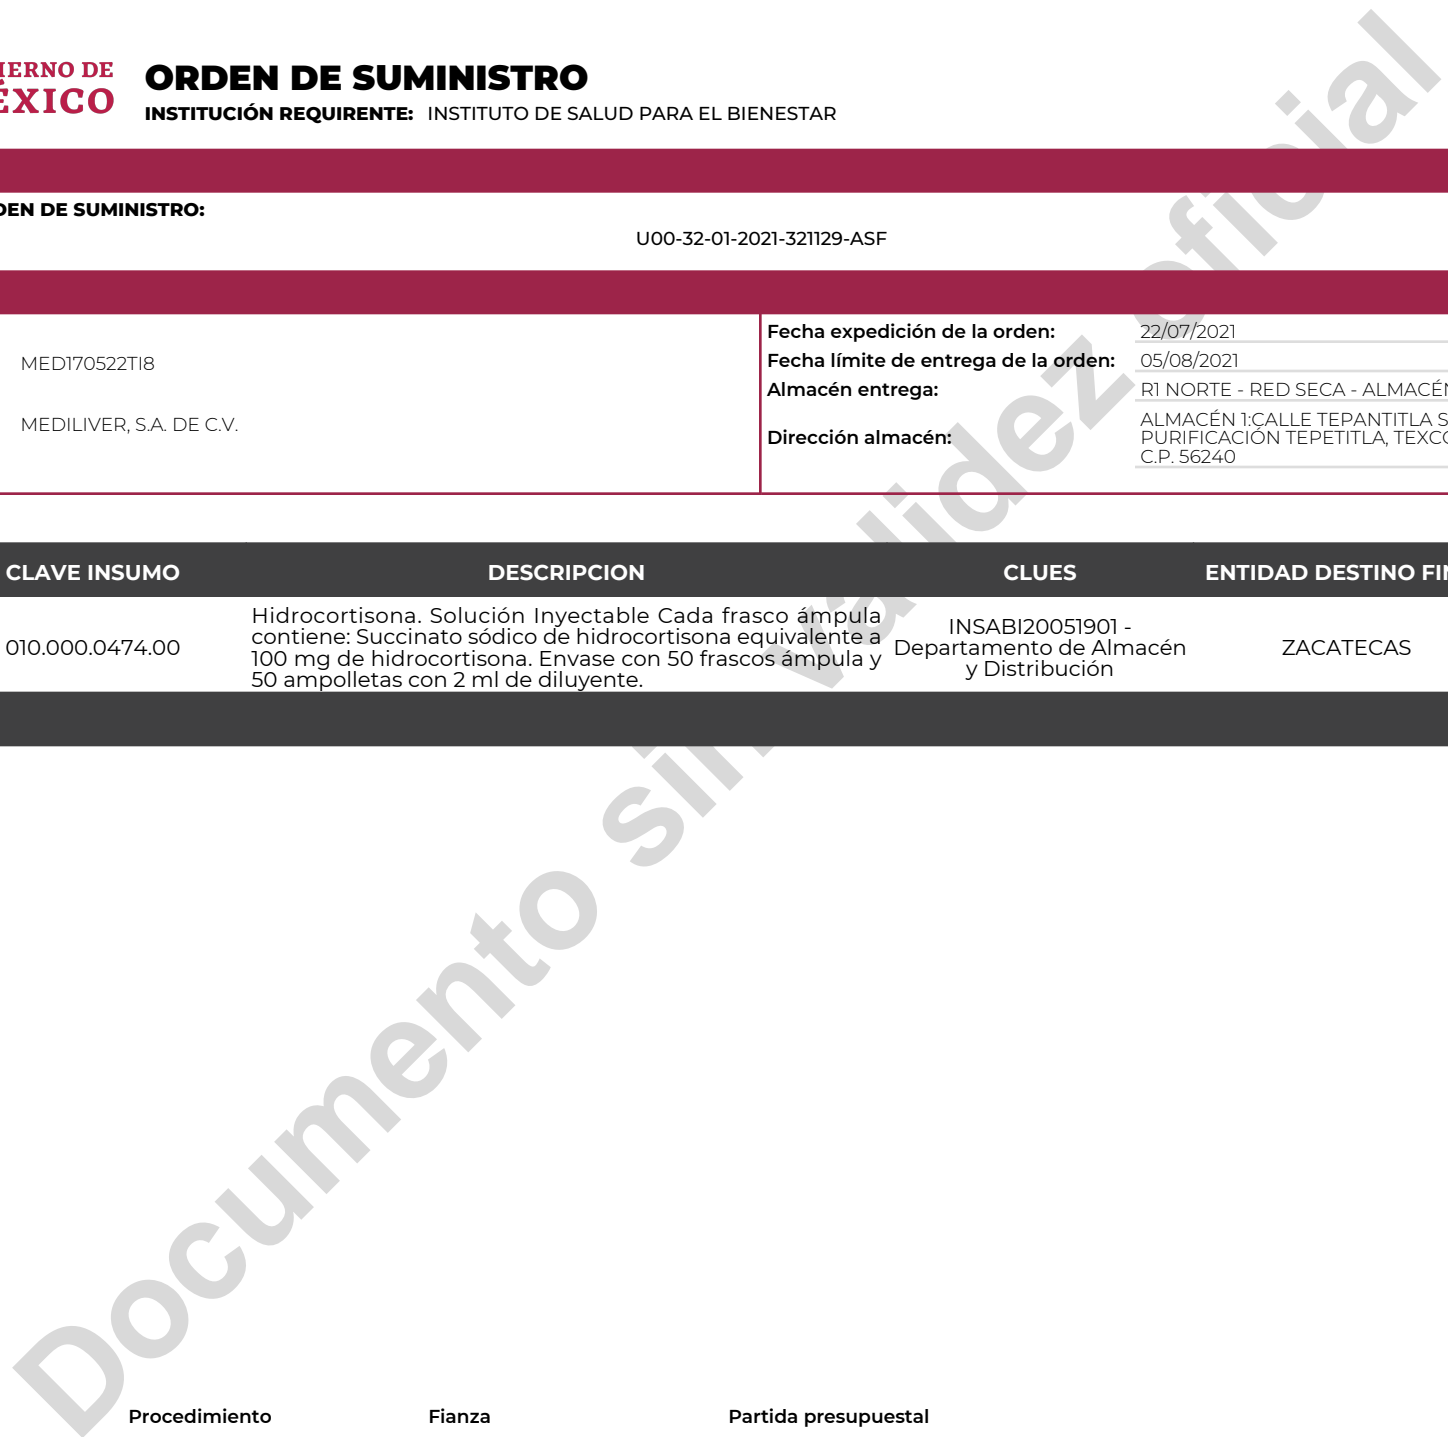 IERNO DE
ÉXICO
ORDEN DE SUMINISTRO
INSTITUCIÓN REQUIRENTE: INSTITUTO DE SALUD PARA EL BIENESTAR
DEN DE SUMINISTRO:
U00-32-01-2021-321129-ASF
MED170522TI8
MEDILIVER, S.A. DE C.V.
Fecha expedición de la orden: 22/07/2021
Fecha límite de entrega de la orden: 05/08/2021
Almacén entrega: R1 NORTE - RED SECA - ALMACÉN
Dirección almacén:
ALMACÉN 1:CALLE TEPANTITLA S
PURIFICACIÓN TEPETITLA, TEXCO
C.P. 56240
CLAVE INSUMO DESCRIPCION CLUES ENTIDAD DESTINO FIN
010.000.0474.00
Hidrocortisona. Solución Inyectable Cada frasco ámpula
contiene: Succinato sódico de hidrocortisona equivalente a
100 mg de hidrocortisona. Envase con 50 frascos ámpula y
50 ampolletas con 2 ml de diluyente.
INSABI20051901 -
Departamento de Almacén
y Distribución
ZACATECAS
Documento sin validez oficial
Procedimiento Fianza Partida presupuestal